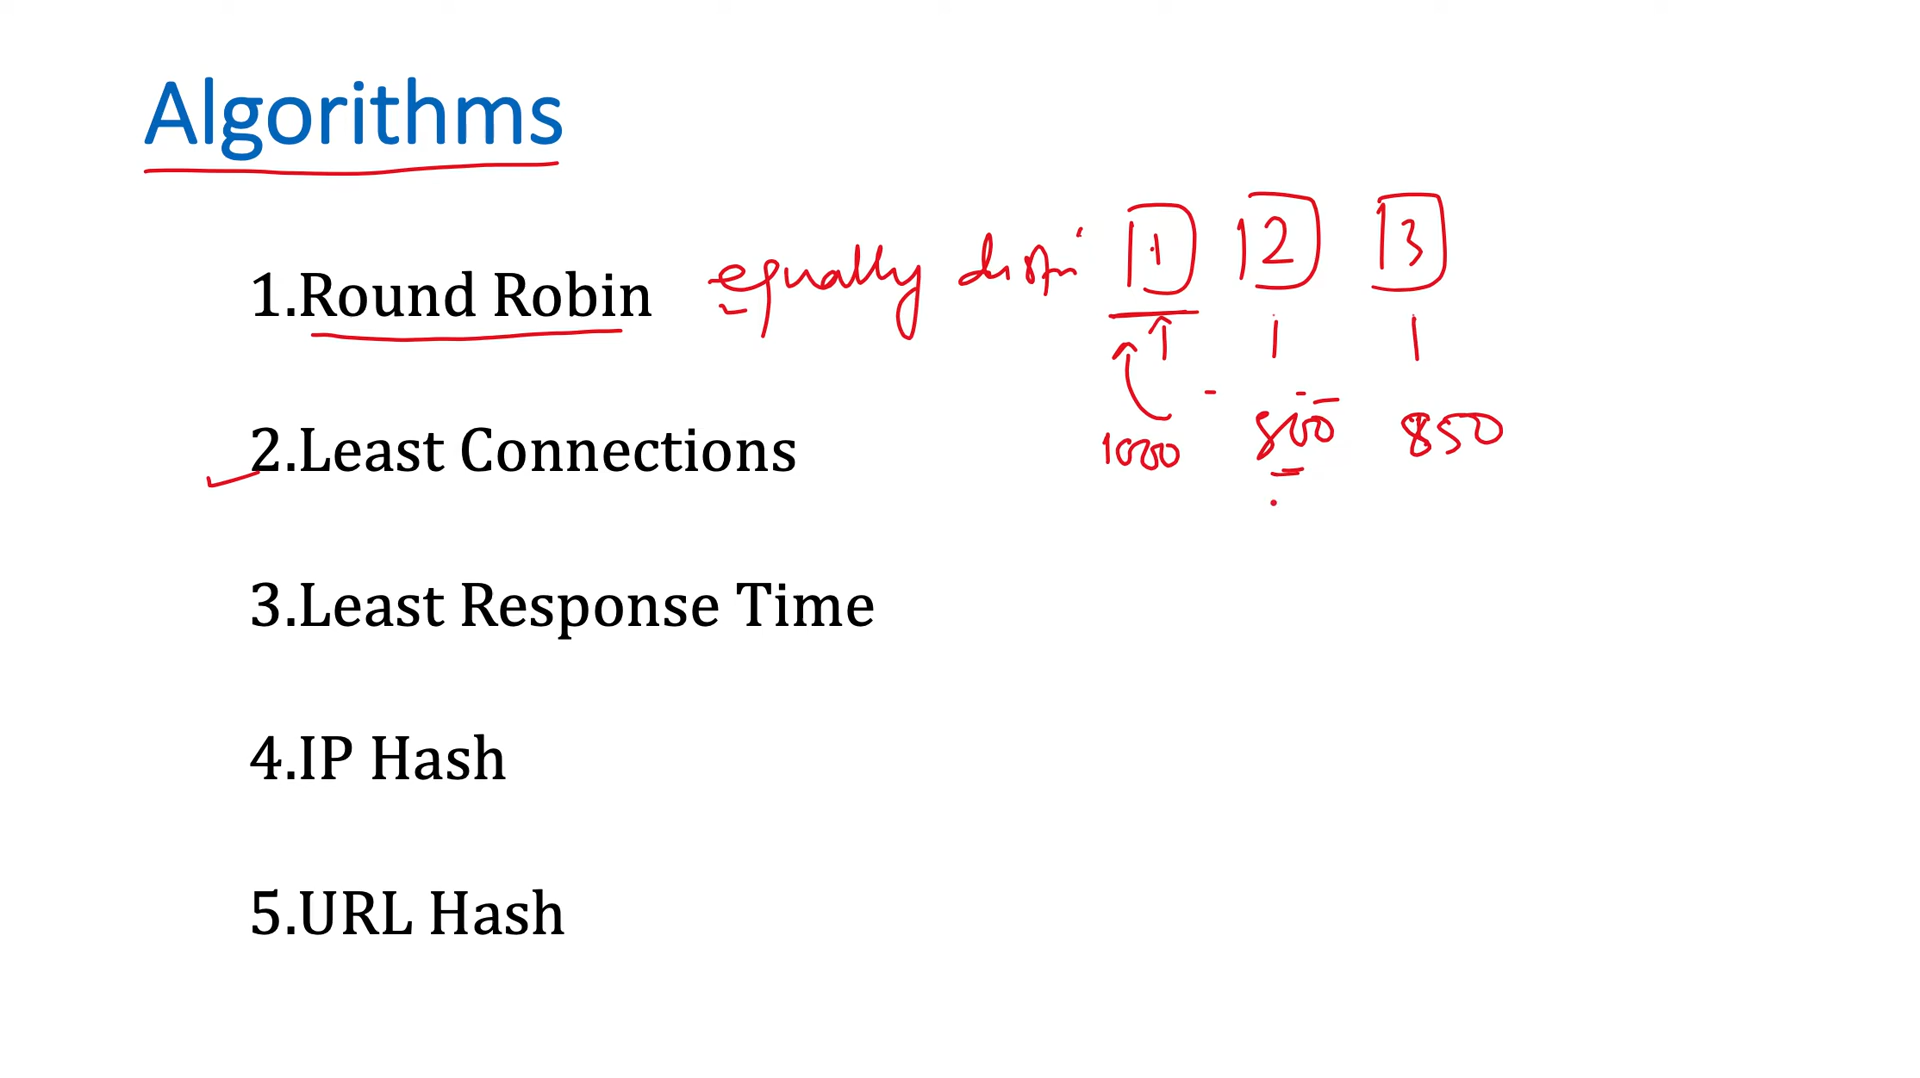 Algorithms
1.Round Robin equally distri
1 2 3
2.Least Connections
1000 800 850
3.Least Response Time
4.IP Hash
5.URL Hash